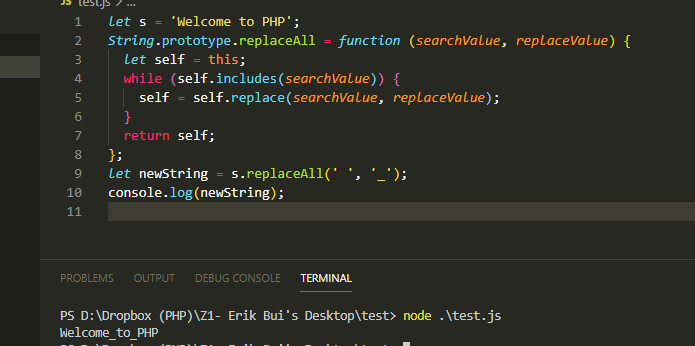 JS test.js > ...
1 let s = 'Welcome to PHP';
2 String.prototype.replaceAll = function (searchValue, replaceValue) {
3 let self = this;
4 while (self.includes(searchValue)) {
5 self = self.replace(searchValue, replaceValue);
6 }
7 return self;
8 };
9 let newString = s.replaceAll(' ', '_');
10 console.log(newString);
11
PROBLEMS OUTPUT DEBUG CONSOLE TERMINAL
PS D:\Dropbox (PHP)\Z1- Erik Bui's Desktop\test> node .\test.js
Welcome_to_PHP